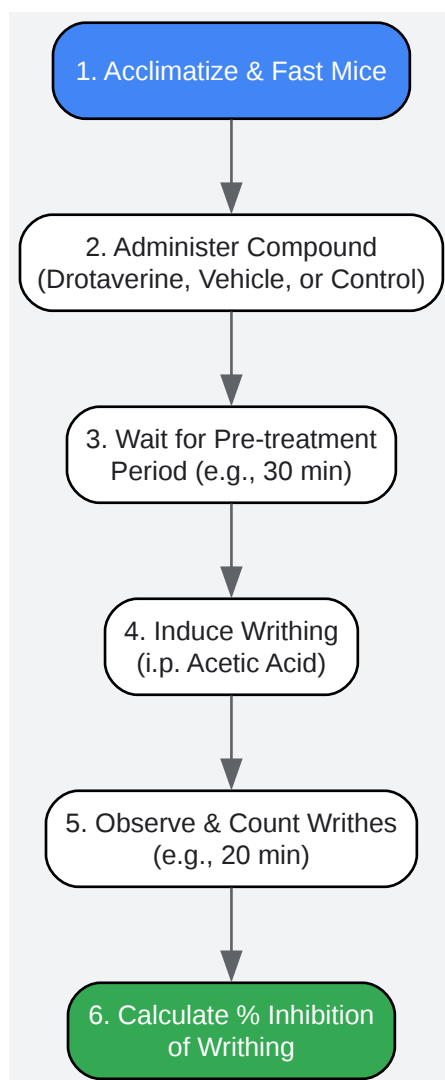 1. Acclimatize & Fast Mice
2. Administer Compound
(Drotaverine, Vehicle, or Control)
3. Wait for Pre-treatment
Period (e.g., 30 min)
4. Induce Writhing
(i.p. Acetic Acid)
5. Observe & Count Writhes
(e.g., 20 min)
6. Calculate % Inhibition
of Writhing